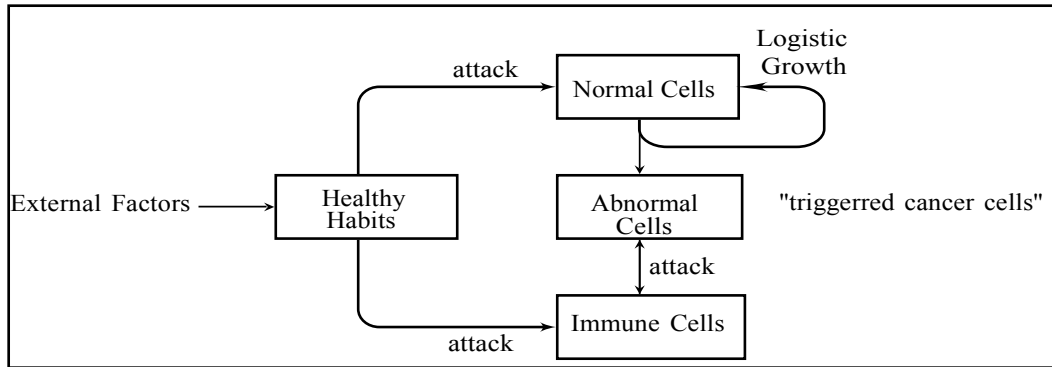 Logistic
Growth
attack
Normal Cells
External Factors
Healthy
Habits
Abnormal
Cells
"triggerred cancer cells"
attack
Immune Cells
attack